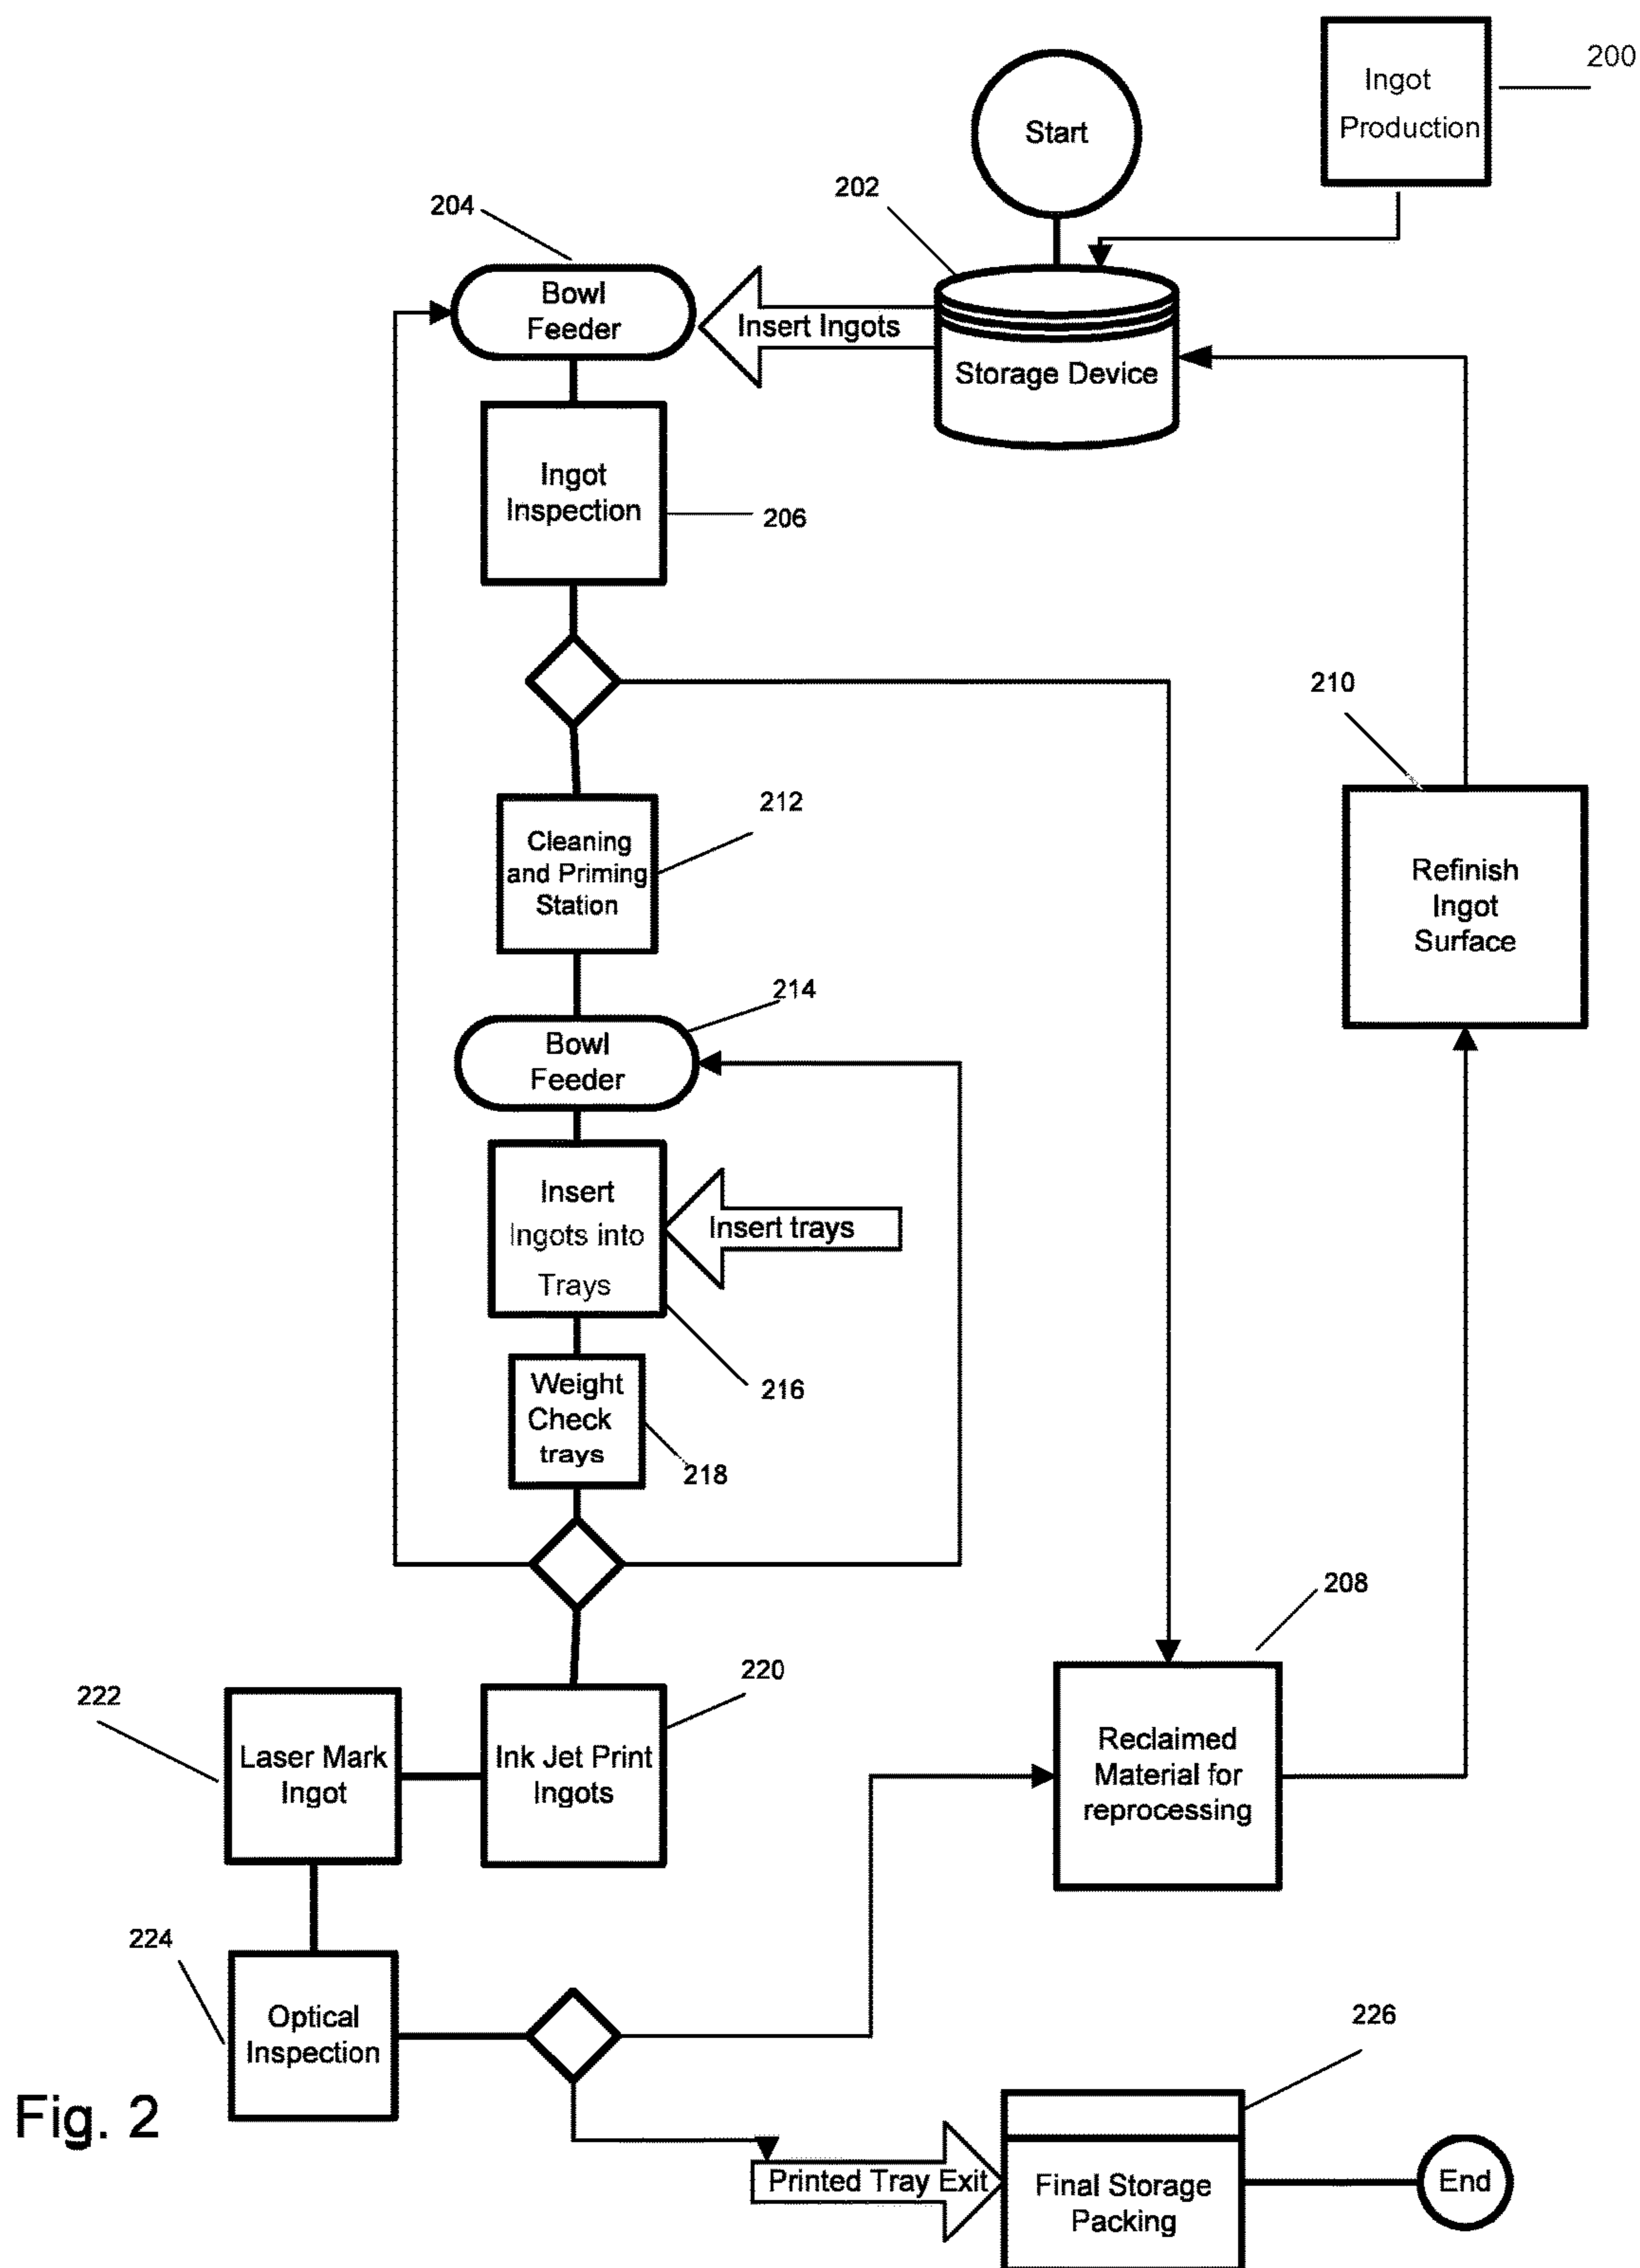 200
Ingot
Production
Start
202
204
Bowl
Feeder
Insert Ingots
Storage Device
Ingot
Inspection
206
210
212
Cleaning
and Priming
Station
Refinish
Ingot
Surface
214
Bowl
Feeder
Insert
Ingots into
Trays
Insert trays
216
Weight
Check
trays
218
208
220
222
Laser Mark
Ingot
Ink Jet Print
Ingots
Reclaimed
Material for
reprocessing
224
Optical
Inspection
226
Fig. 2
Printed Tray Exit
Final Storage
Packing
End